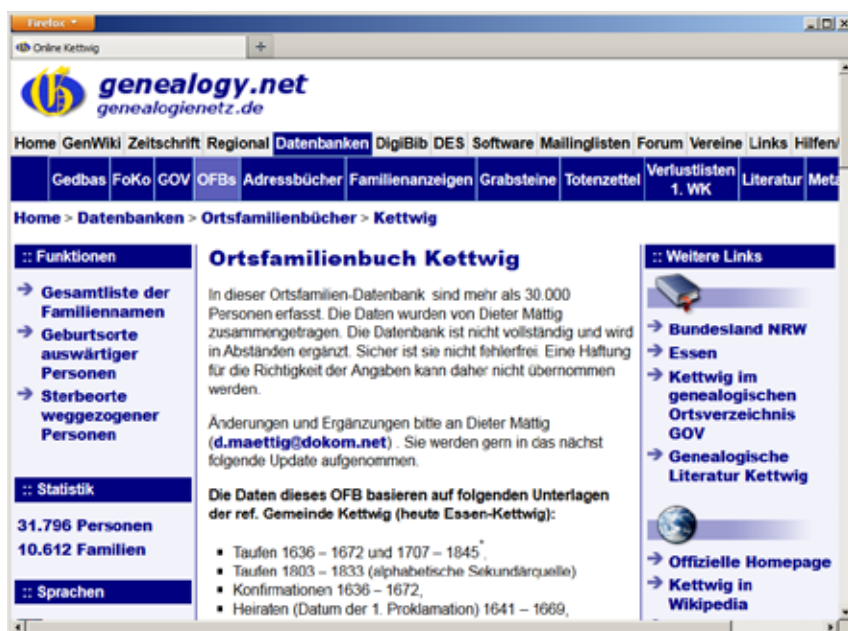 Firefox
Online Kettwig
genealogy.net
genealogienetz.de
Home GenWiki Zeitschrift Regional Datenbanken DigiBib DES Software Mailinglisten Forum Vereine Links Hilfen/
Gedbas FoKo GOV OFBs Adressbücher Familienanzeigen Grabsteine Totenzettel Verlustlisten 1. WK Literatur Meta
Home > Datenbanken > Ortsfamilienbücher > Kettwig
:: Funktionen
Gesamtliste der
Familiennamen
Geburtsorte
auswärtiger
Personen
Sterbeorte
weggezogener
Personen
:: Statistik
31.796 Personen
10.612 Familien
:: Sprachen
Ortsfamilienbuch Kettwig
In dieser Ortsfamilien-Datenbank sind mehr als 30.000
Personen erfasst. Die Daten wurden von Dieter Mättig
zusammengetragen. Die Datenbank ist nicht vollständig und wird
in Abständen ergänzt. Sicher ist sie nicht fehlerfrei. Eine Haftung
für die Richtigkeit der Angaben kann daher nicht übernommen
werden.
Änderungen und Ergänzungen bitte an Dieter Mättig
(d.maettig@dokom.net) . Sie werden gern in das nächst
folgende Update aufgenommen.
Die Daten dieses OFB basieren auf folgenden Unterlagen
der ref. Gemeinde Kettwig (heute Essen-Kettwig):
▪ Taufen 1636 – 1672 und 1707 – 1845*,
▪ Taufen 1803 – 1833 (alphabetische Sekundärquelle)
▪ Konfirmationen 1636 – 1672,
▪ Heiraten (Datum der 1. Proklamation) 1641 – 1669,
:: Weitere Links
Bundesland NRW
Essen
Kettwig im
genealogischen
Ortsverzeichnis
GOV
Genealogische
Literatur Kettwig
Offizielle Homepage
Kettwig in
Wikipedia